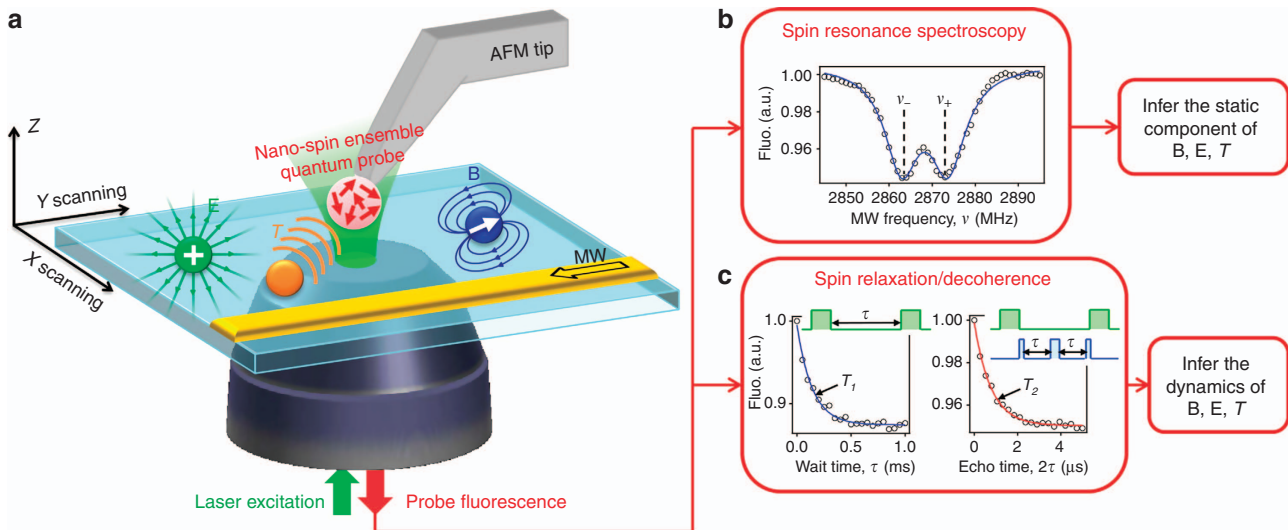 a
AFM tip
Nano-spin ensemble
quantum probe
Z
Y scanning
X scanning
E
+
T
B
MW
Laser excitation
Probe fluorescence
b
Spin resonance spectroscopy
Fluo. (a.u.)
1.00
0.98
0.96
ν−
ν+
2850 2860 2870 2880 2890
MW frequency, ν (MHz)
Infer the static
component of
B, E, T
c
Spin relaxation/decoherence
Fluo. (a.u.)
1.0
0.9
τ
T1
0.0 0.5 1.0
Wait time, τ (ms)
1.00
0.98
0.96
τ τ
T2
0 2 4
Echo time, 2τ (μs)
Infer the
dynamics of
B, E, T